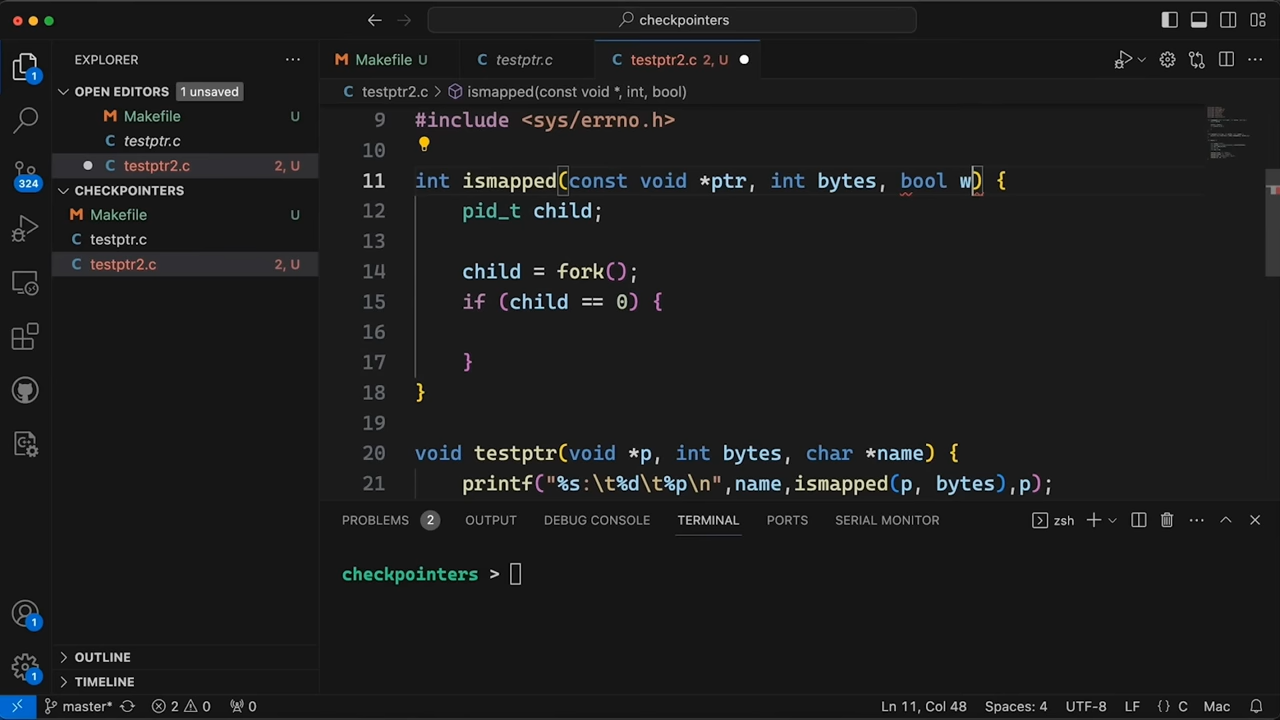 checkpointers
EXPLORER
OPEN EDITORS 1 unsaved
M Makefile U
C testptr.c
C testptr2.c 2, U
CHECKPOINTERS
M Makefile U
C testptr.c
C testptr2.c 2, U
OUTLINE
TIMELINE
1
324
1
1
M Makefile U
C testptr.c
C testptr2.c 2, U
C testptr2.c > ismapped(const void *, int, bool)
9 #include <sys/errno.h>
10
11 int ismapped(const void *ptr, int bytes, bool w) {
12 pid_t child;
13
14 child = fork();
15 if (child == 0) {
16
17 }
18 }
19
20 void testptr(void *p, int bytes, char *name) {
21 printf("%s:\t%d\t%p\n",name,ismapped(p, bytes),p);
PROBLEMS 2 OUTPUT DEBUG CONSOLE TERMINAL PORTS SERIAL MONITOR zsh
checkpointers >
master* 2 0 0 Ln 11, Col 48 Spaces: 4 UTF-8 LF {} C Mac